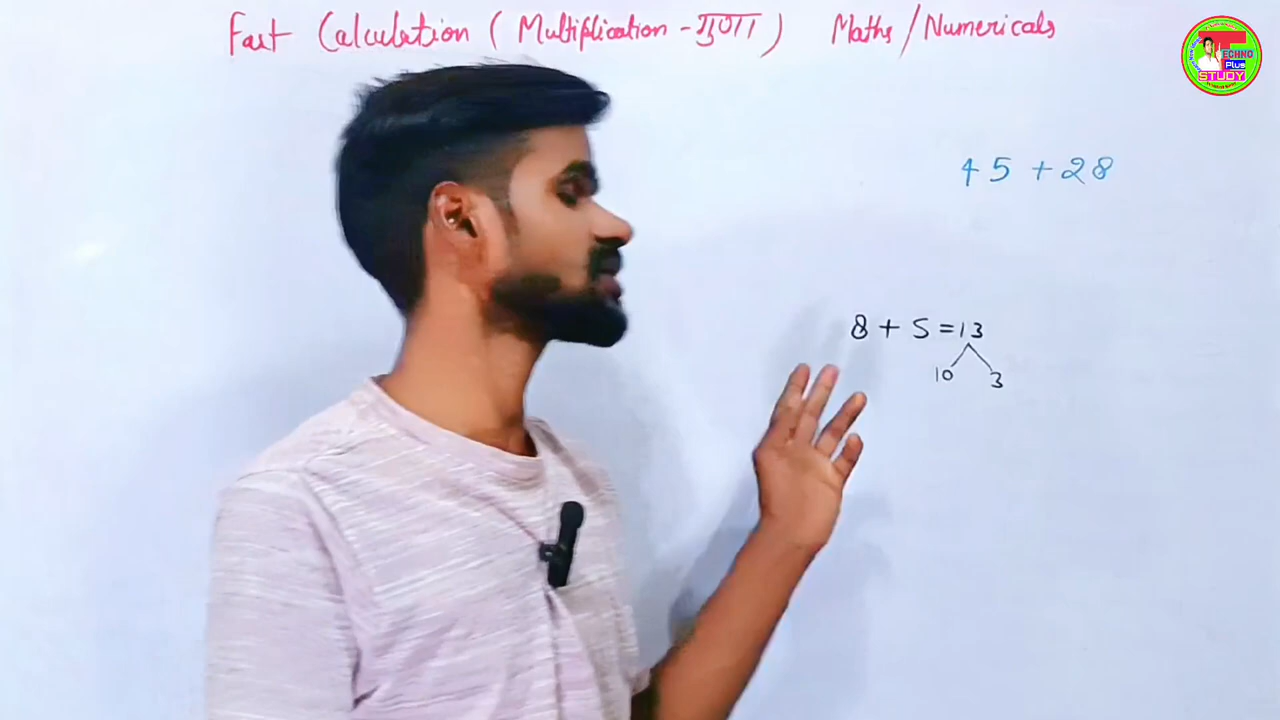 Fast Calculation (Multiplication - गुणा) Maths/Numericals
TECHNO
Plus
STUDY
45 + 28
8 + 5 = 13
10 3